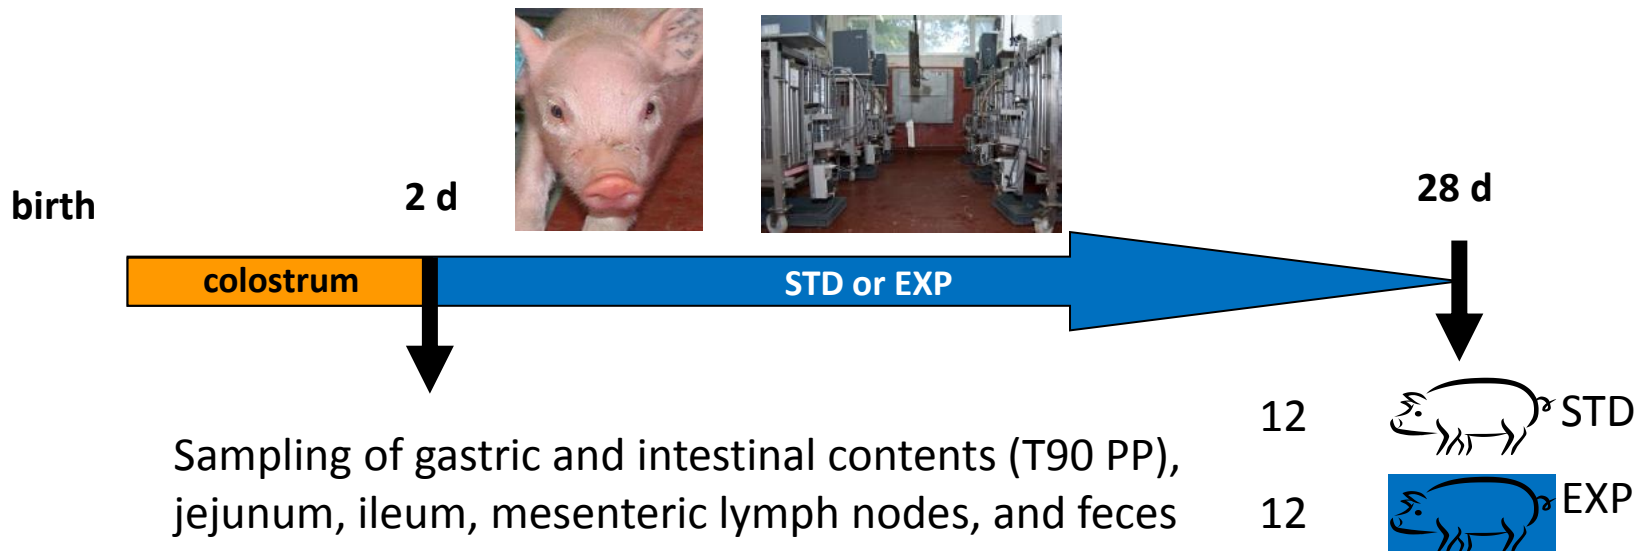 birth
2 d
28 d
colostrum
STD or EXP
12
STD
Sampling of gastric and intestinal contents (T90 PP),
jejunum, ileum, mesenteric lymph nodes, and feces
12
EXP